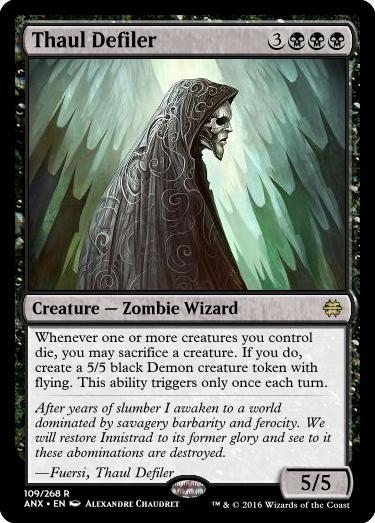 Thaul Defiler 3
Creature — Zombie Wizard
Whenever one or more creatures you control
die, you may sacrifice a creature. If you do,
create a 5/5 black Demon creature token with
flying. This ability triggers only once each turn.
After years of slumber I awaken to a world
dominated by savagery barbarity and ferocity. We
will restore Innistrad to its former glory and see to it
these abominations are destroyed.
—Fuersi, Thaul Defiler
5/5
109/268 R
ANX • EN Alexandre Chaudret
™ & © 2016 Wizards of the Coast